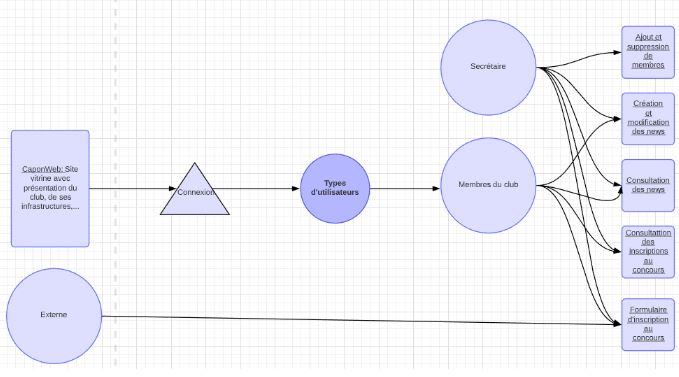 Secrétaire
Ajout et
suppression
de
membres
Création
et
modification
des news
CaponWeb: Site
vitrine avec
présentation du
club, de ses
infrastructures,...
Connexion
Types
d'utilisateurs
Membres du club
Consultation
des news
Consultattion
des
inscriptions au
concours
Externe
Formulaire
d'inscription
au
concours